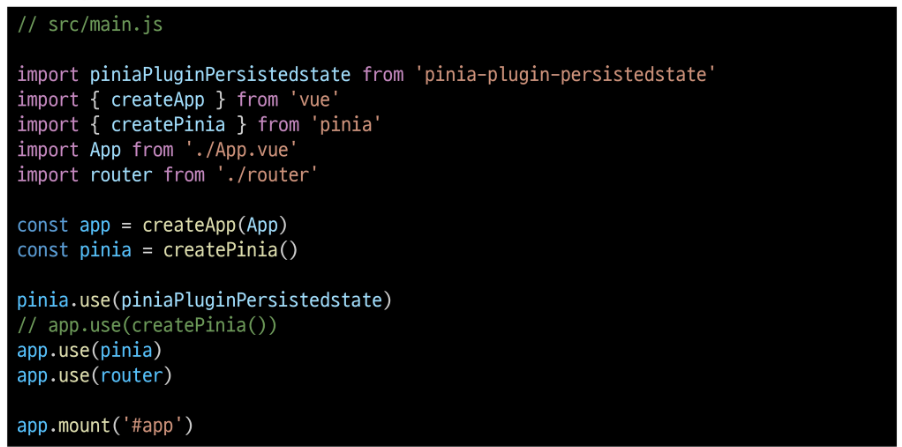 // src/main.js
import piniaPluginPersistedstate from 'pinia-plugin-persistedstate'
import { createApp } from 'vue'
import { createPinia } from 'pinia'
import App from './App.vue'
import router from './router'
const app = createApp(App)
const pinia = createPinia()
pinia.use(piniaPluginPersistedstate)
// app.use(createPinia())
app.use(pinia)
app.use(router)
app.mount('#app')